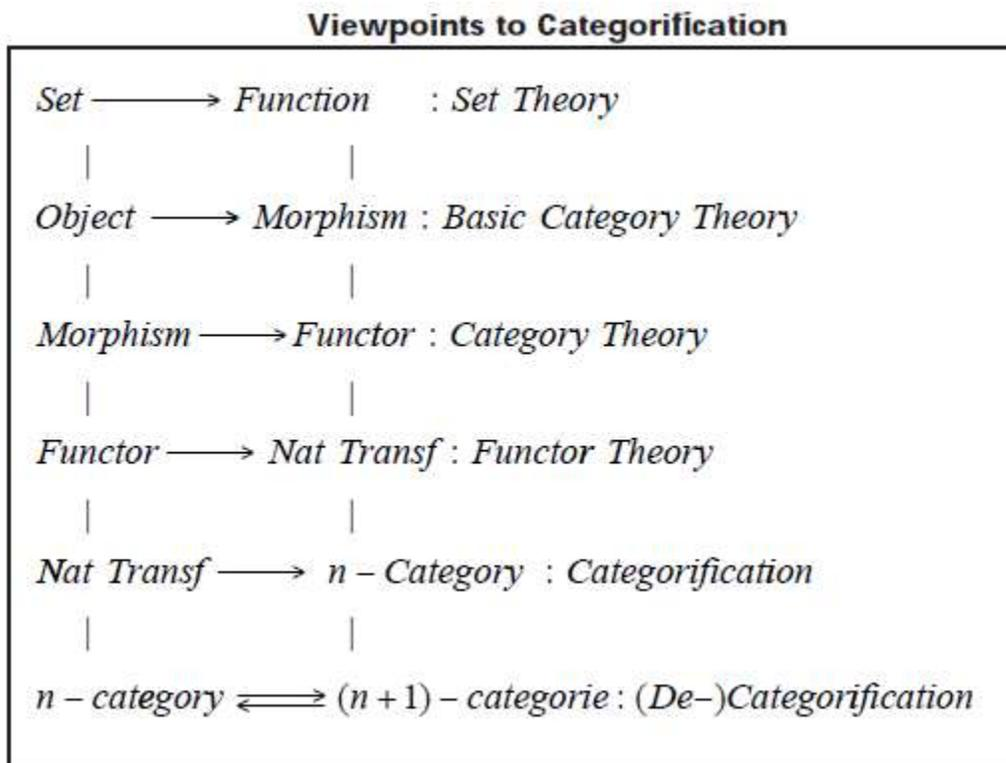 Viewpoints to Categorification
Set ⟶ Function : Set Theory
| |
Object ⟶ Morphism : Basic Category Theory
| |
Morphism ⟶ Functor : Category Theory
| |
Functor ⟶ Nat Transf : Functor Theory
| |
Nat Transf ⟶ n – Category : Categorification
| |
n – category ⇌ (n + 1) – categorie : (De–)Categorification